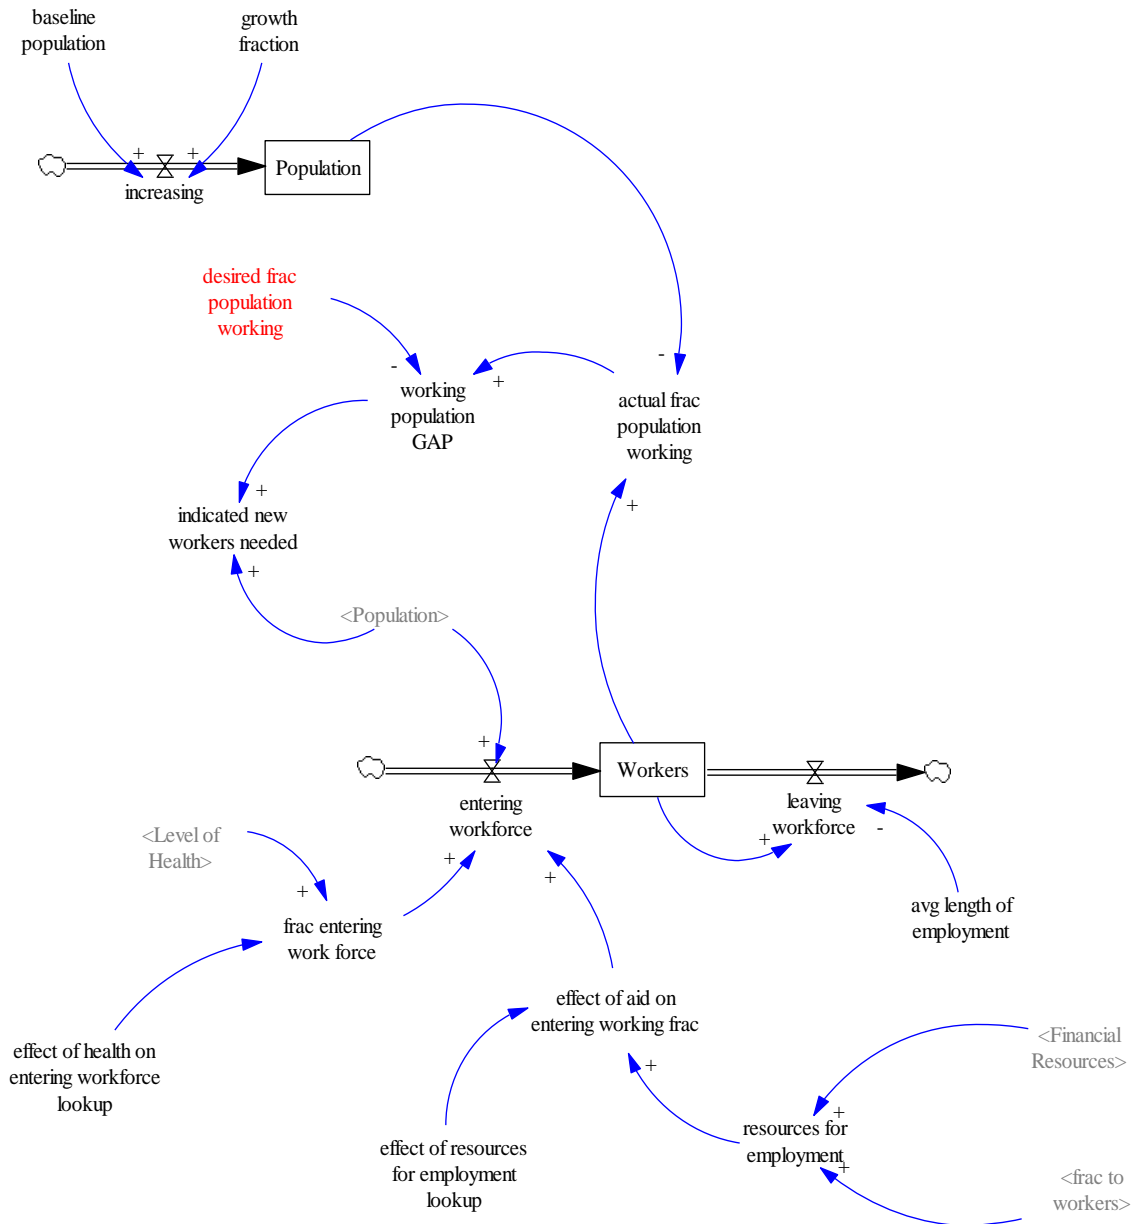 baseline
population
growth
fraction
+
+
Population
increasing
desired frac
population
working
-
-
+
working
population
GAP
actual frac
population
working
+
+
indicated new
workers needed
+
<Population>
+
Workers
entering
workforce
leaving
workforce
+
-
<Level of
Health>
+
+
+
frac entering
work force
avg length of
employment
effect of aid on
entering working frac
effect of health on
entering workforce
lookup
<Financial
Resources>
+
+
resources for
employment
effect of resources
for employment
lookup
+
<frac to
workers>